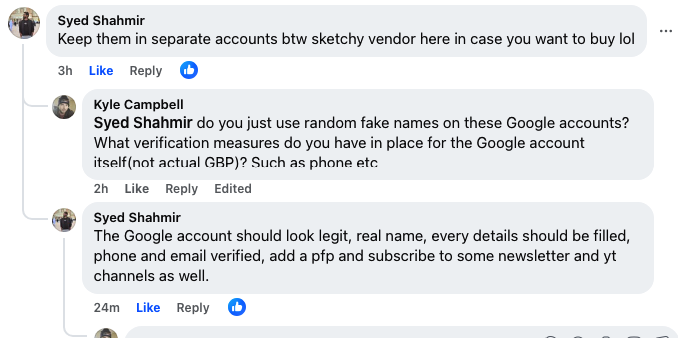 Syed Shahmir
Keep them in separate accounts btw sketchy vendor here in case you want to buy lol
3h Like Reply
Kyle Campbell
Syed Shahmir do you just use random fake names on these Google accounts?
What verification measures do you have in place for the Google account
itself(not actual GBP)? Such as phone etc
2h Like Reply Edited
Syed Shahmir
The Google account should look legit, real name, every details should be filled,
phone and email verified, add a pfp and subscribe to some newsletter and yt
channels as well.
24m Like Reply